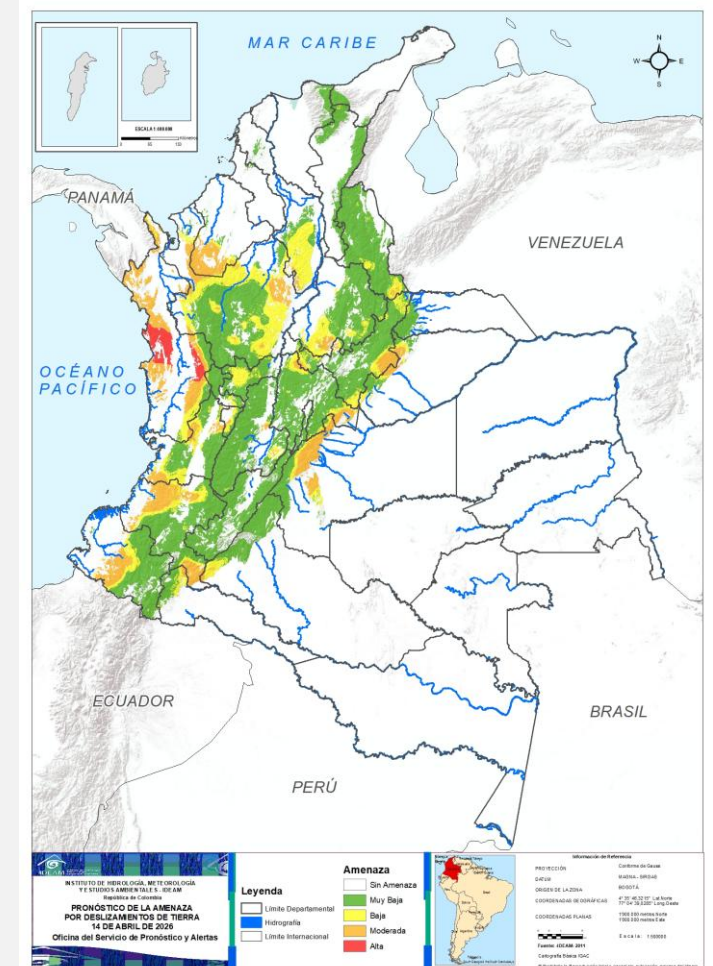 MAR CARIBE
N
W
E
S
ESCALA 1:600.000
PANAMÁ
VENEZUELA
OCÉANO
PACÍFICO
ECUADOR
BRASIL
PERÚ
IDEAM
INSTITUTO DE HIDROLOGÍA, METEOROLOGÍA
Y ESTUDIOS AMBIENTALES - IDEAM
República de Colombia
PRONÓSTICO DE LA AMENAZA
POR DESLIZAMIENTOS DE TIERRA
14 DE ABRIL DE 2026
Oficina del Servicio de Pronóstico y Alertas
Leyenda
Límite Departamental
Hidrografía
Límite Internacional
Amenaza
Sin Amenaza
Muy Baja
Baja
Moderada
Alta
Información de Referencia
PROYECCIÓN Conforme de Gauss
DATUM MAGNA - SIRGAS
ORIGEN DE LA ZONA BOGOTÁ
COORDENADAS GEOGRÁFICAS
COORDENADAS PLANAS
Fuente: IDEAM 2011
Cartografía Básica IGAC